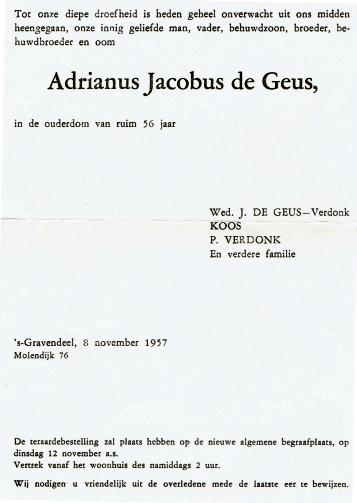 Tot onze diepe droefheid is heden geheel onverwacht uit ons midden
heengegaan, onze innig geliefde man, vader, behuwdzoon, broeder, be-
huwdbroeder en oom
Adrianus Jacobus de Geus,
in de ouderdom van ruim 56 jaar
Wed. J. DE GEUS—Verdonk
KOOS
P. VERDONK
En verdere familie
's-Gravendeel, 8 november 1957
Molendijk 76
De teraardebestelling zal plaats hebben op de nieuwe algemene begraafplaats, op
dinsdag 12 november a.s.
Vertrek vanaf het woonhuis des namiddags 2 uur.
Wij nodigen u vriendelijk uit de overledene mede de laatste eer te bewijzen.